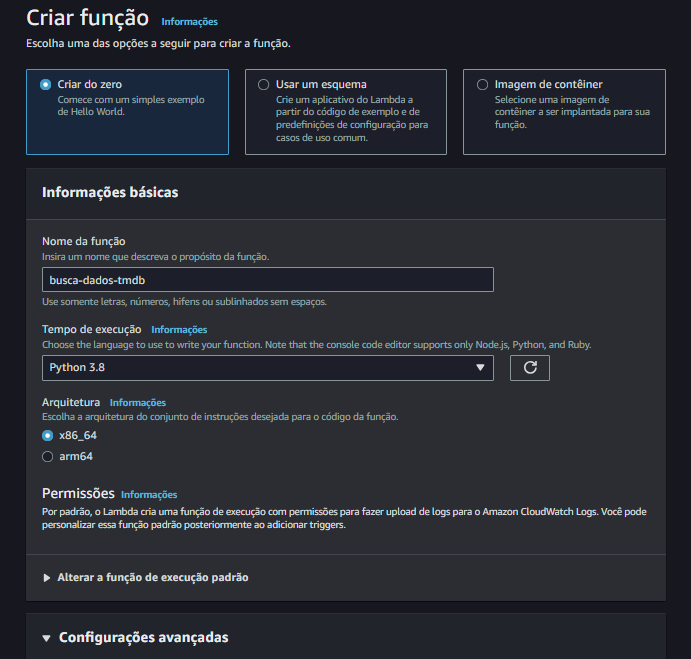 Criar função Informações
Escolha uma das opções a seguir para criar a função.
Criar do zero
Comece com um simples exemplo
de Hello World.
Usar um esquema
Crie um aplicativo do Lambda a
partir do código de exemplo e de
predefinições de configuração para
casos de uso comum.
Imagem de contêiner
Selecione uma imagem de
contêiner a ser implantada para sua
função.
Informações básicas
Nome da função
Insira um nome que descreva o propósito da função.
busca-dados-tmdb
Use somente letras, números, hifens ou sublinhados sem espaços.
Tempo de execução Informações
Choose the language to use to write your function. Note that the console code editor supports only Node.js, Python, and Ruby.
Python 3.8
Arquitetura Informações
Escolha a arquitetura do conjunto de instruções desejada para o código da função.
x86_64
arm64
Permissões Informações
Por padrão, o Lambda cria uma função de execução com permissões para fazer upload de logs para o Amazon CloudWatch Logs. Você pode
personalizar essa função padrão posteriormente ao adicionar triggers.
Alterar a função de execução padrão
Configurações avançadas